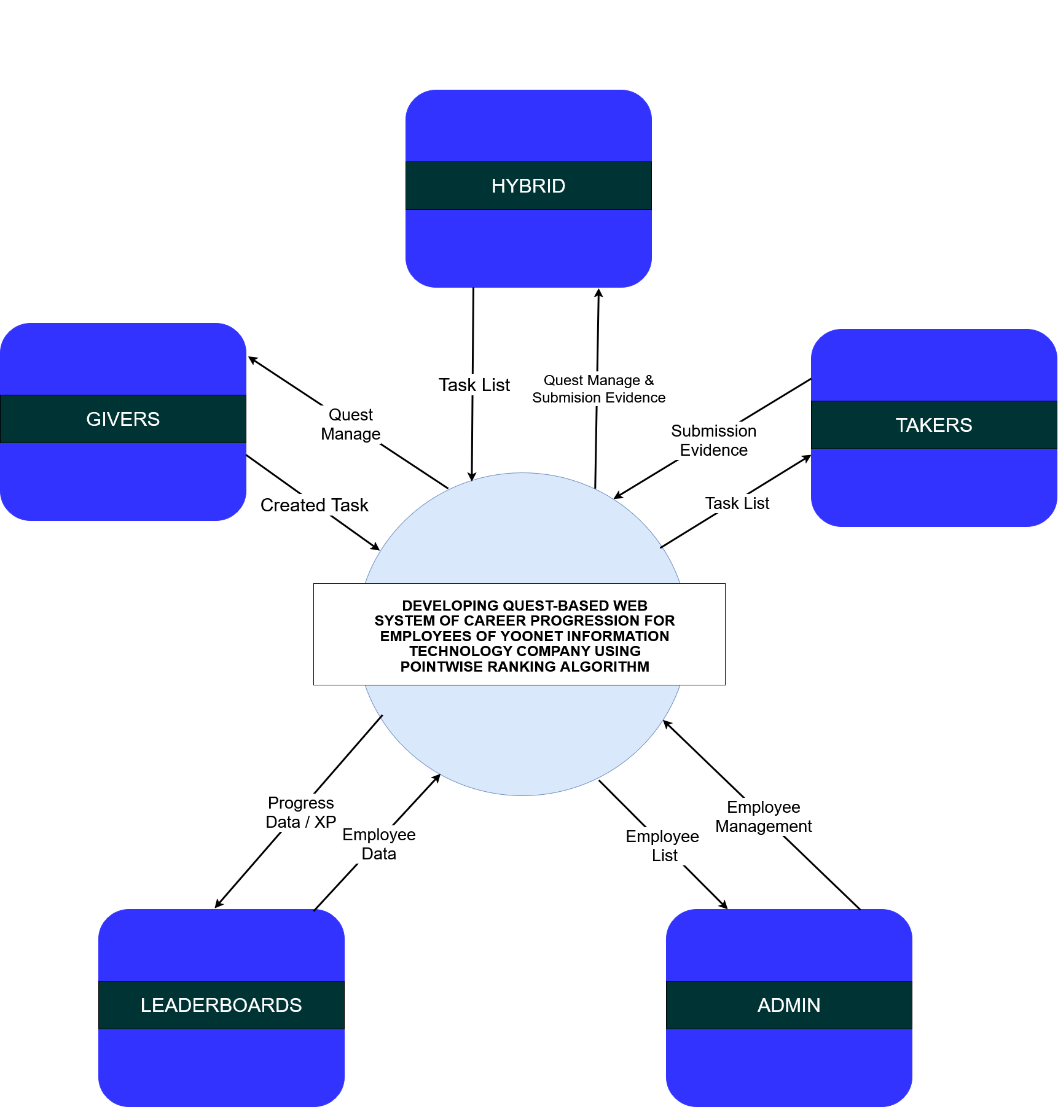 HYBRID
GIVERS
TAKERS
Task List
Quest Manage &
Submision Evidence
Quest
Manage
Submission
Evidence
Created Task
Task List
DEVELOPING QUEST-BASED WEB
SYSTEM OF CAREER PROGRESSION FOR
EMPLOYEES OF YOONET INFORMATION
TECHNOLOGY COMPANY USING
POINTWISE RANKING ALGORITHM
Progress
Data / XP
Employee
Data
Employee
List
Employee
Management
LEADERBOARDS
ADMIN